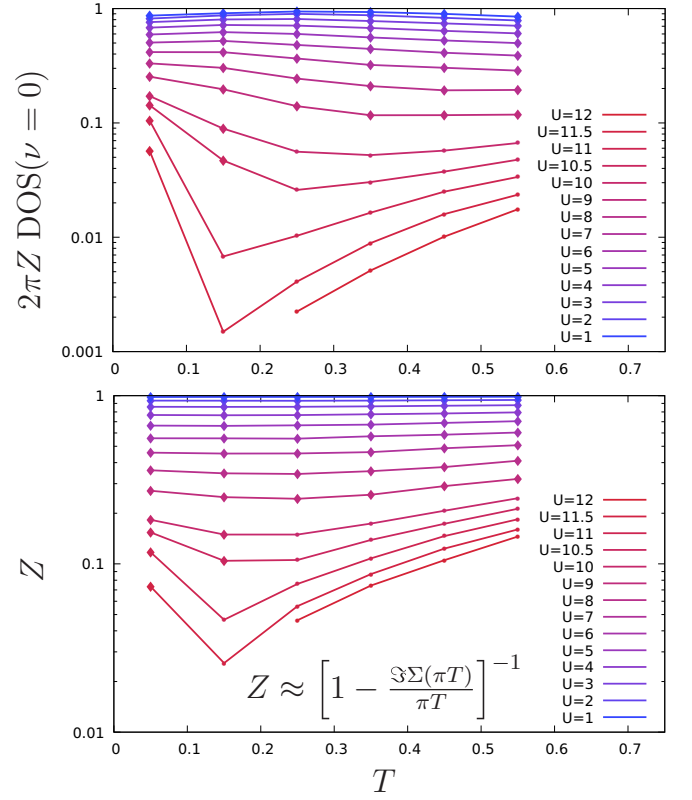 1
0.1
0.01
0.001
2πZ DOS(ν = 0)
U=12
U=11.5
U=11
U=10.5
U=10
U=9
U=8
U=7
U=6
U=5
U=4
U=3
U=2
U=1
0 0.1 0.2 0.3 0.4 0.5 0.6 0.7
1
0.1
0.01
Z
U=12
U=11.5
U=11
U=10.5
U=10
U=9
U=8
U=7
U=6
U=5
U=4
U=3
U=2
U=1
Z ≈ [1 − ℑΣ(πT)/πT]⁻¹
0 0.1 0.2 0.3 0.4 0.5 0.6 0.7
T